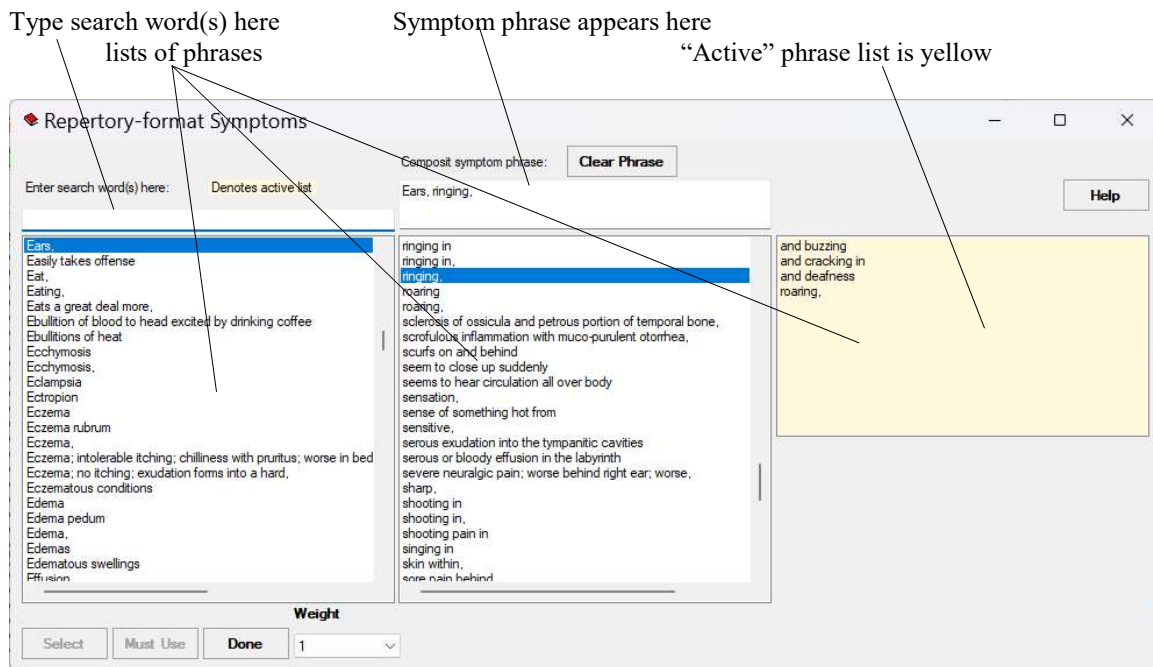 Type search word(s) here
Symptom phrase appears here
lists of phrases
“Active” phrase list is yellow
Repertory-format Symptoms
Composit symptom phrase:
Clear Phrase
Enter search word(s) here:
Denotes active list
Ears, ringing,
Help
Ears,
Easily takes offense
Eat,
Eating,
Eats a great deal more,
Ebullition of blood to head excited by drinking coffee
Ebullitions of heat
Ecchymosis
Ecchymosis,
Eclampsia
Ectropion
Eczema
Eczema rubrum
Eczema,
Eczema; intolerable itching; chilliness with pruritus; worse in bed
Eczema; no itching; exudation forms into a hard,
Eczematous conditions
Edema
Edema pedum
Edema,
Edemas
Edematous swellings
Effusion
ringing in
ringing in,
ringing,
roaring
roaring,
sclerosis of ossicula and petrous portion of temporal bone,
scrofulous inflammation with muco-purulent otorrhea,
scurfs on and behind
seem to close up suddenly
seems to hear circulation all over body
sensation,
sense of something hot from
sensitive,
serous exudation into the tympanitic cavities
serous or bloody effusion in the labyrinth
severe neuralgic pain; worse behind right ear; worse,
sharp,
shooting in
shooting in,
shooting pain in
singing in
skin within,
sore pain behind
and buzzing
and cracking in
and deafness
roaring,
Weight
Select
Must Use
Done
1